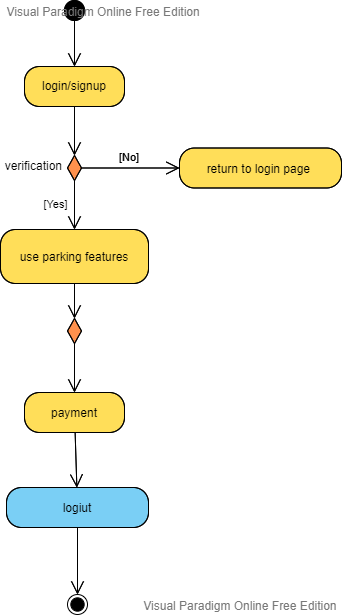 Visual Paradigm Online Free Edition
login/signup
verification
[No]
return to login page
[Yes]
use parking features
payment
logiut
Visual Paradigm Online Free Edition